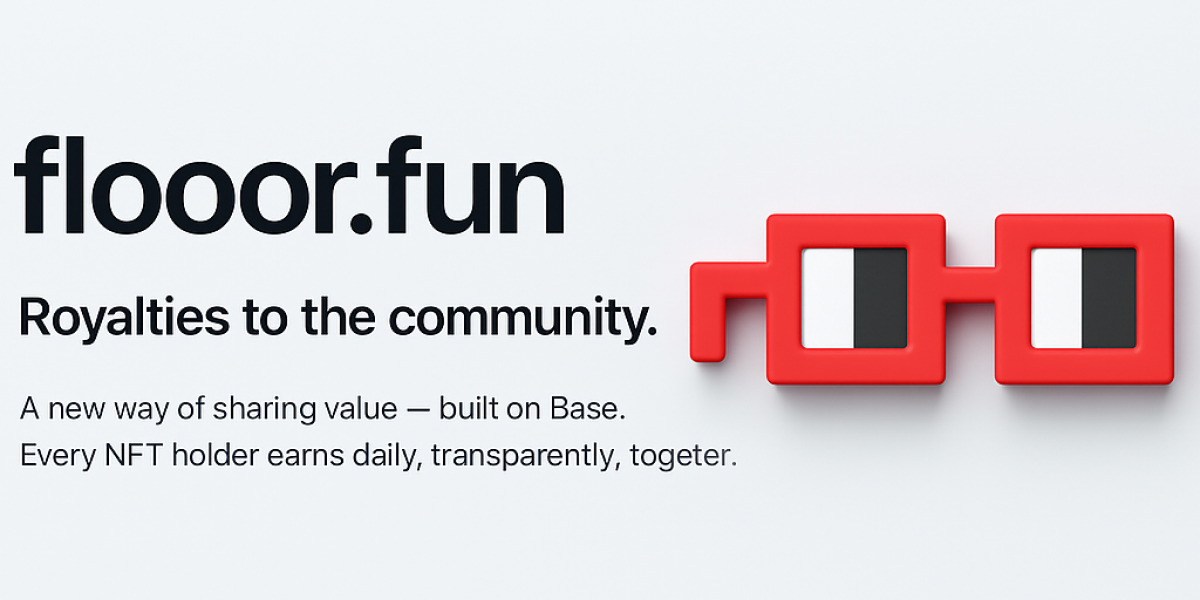 flooor.fun
Royalties to the community.
A new way of sharing value — built on Base.
Every NFT holder earns daily, transparently, togeter.